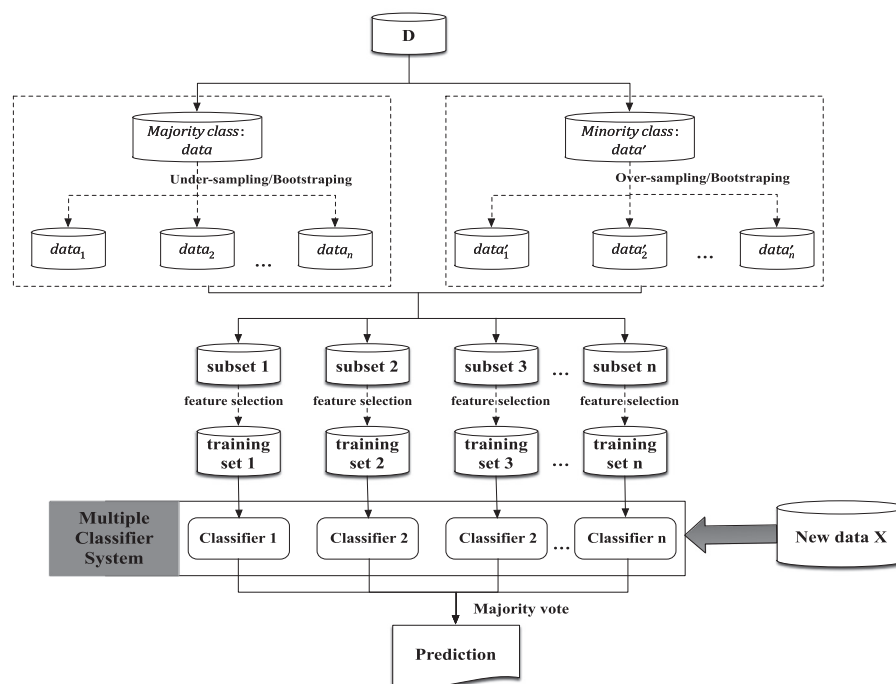 D
Majority class:
data
Minority class:
data′
Under-sampling/Bootstraping
Over-sampling/Bootstraping
data₁
data₂
...
dataₙ
data′₁
data′₂
...
data′ₙ
subset 1
subset 2
subset 3
...
subset n
feature selection
feature selection
feature selection
feature selection
training
set 1
training
set 2
training
set 3
...
training
set n
Multiple
Classifier
System
Classifier 1
Classifier 2
Classifier 2
...
Classifier n
New data X
Majority vote
Prediction